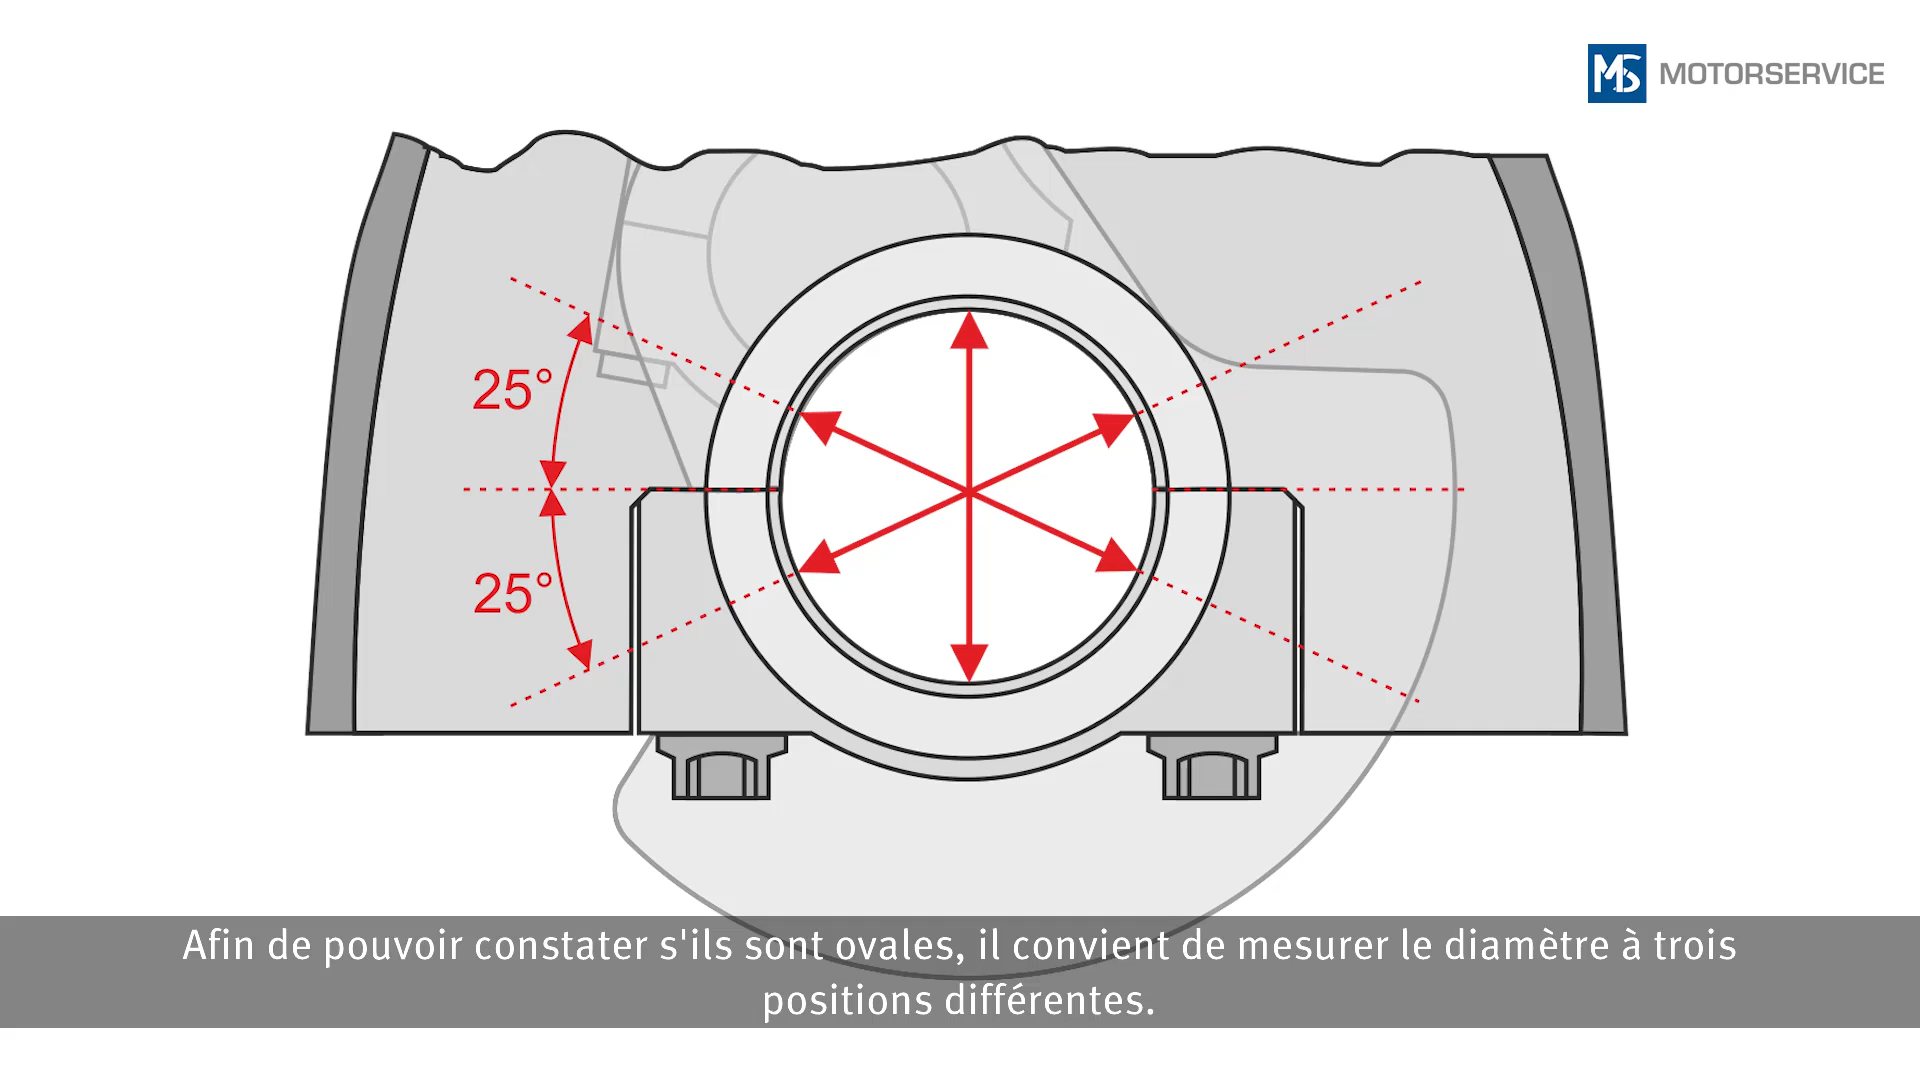 MS MOTORSERVICE
25°
25°
Afin de pouvoir constater s'ils sont ovales, il convient de mesurer le diamètre à trois
positions différentes.